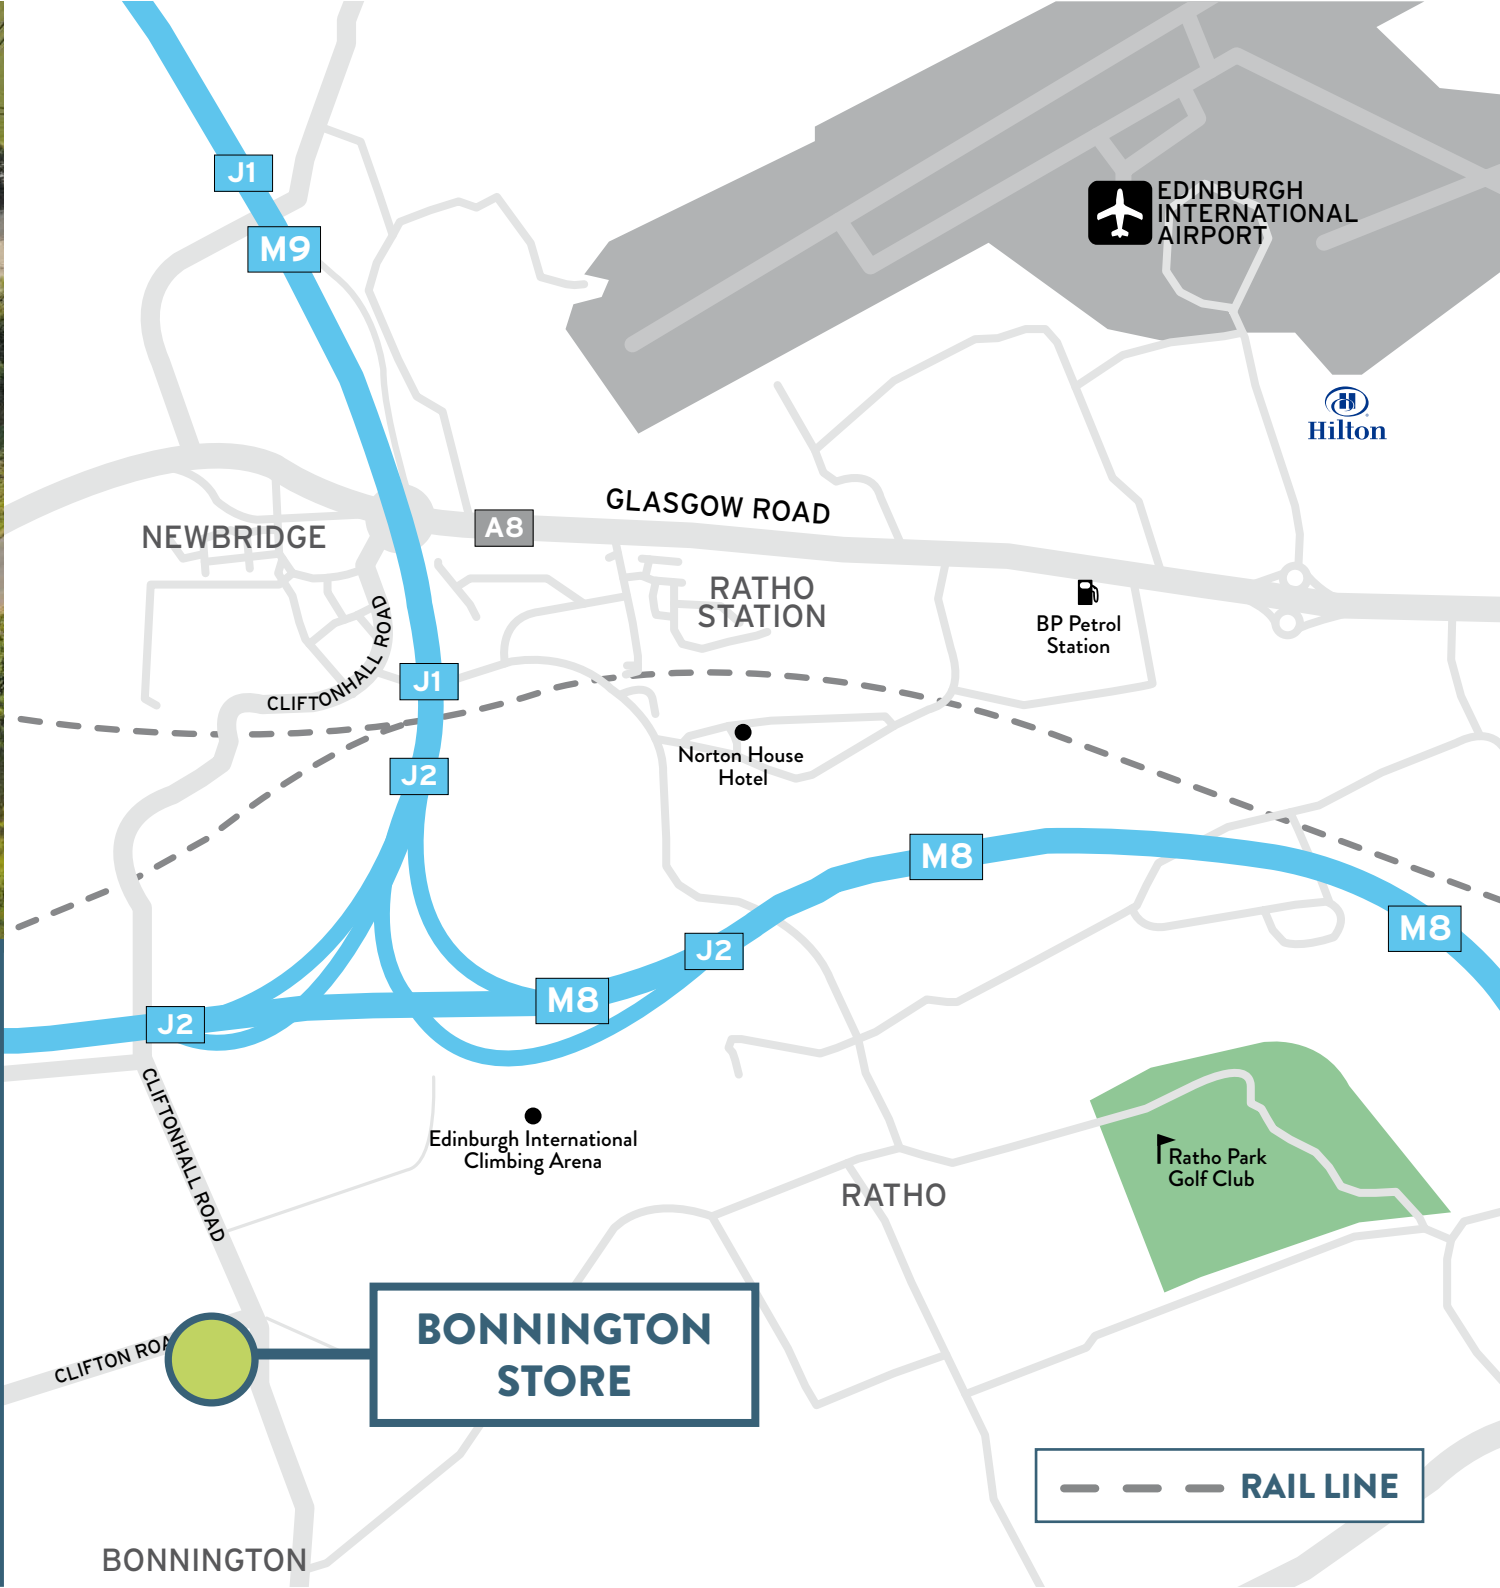 J1
M9
EDINBURGH
INTERNATIONAL
AIRPORT
Hilton
GLASGOW ROAD
A8
NEWBRIDGE
RATHO
STATION
BP Petrol
Station
CLIFTONHALL ROAD
J1
Norton House
Hotel
J2
M8
M8
J2
M8
J2
CLIFTONHALL ROAD
Edinburgh International
Climbing Arena
Ratho Park
Golf Club
RATHO
BONNINGTON
STORE
CLIFTON ROA
RAIL LINE
BONNINGTON